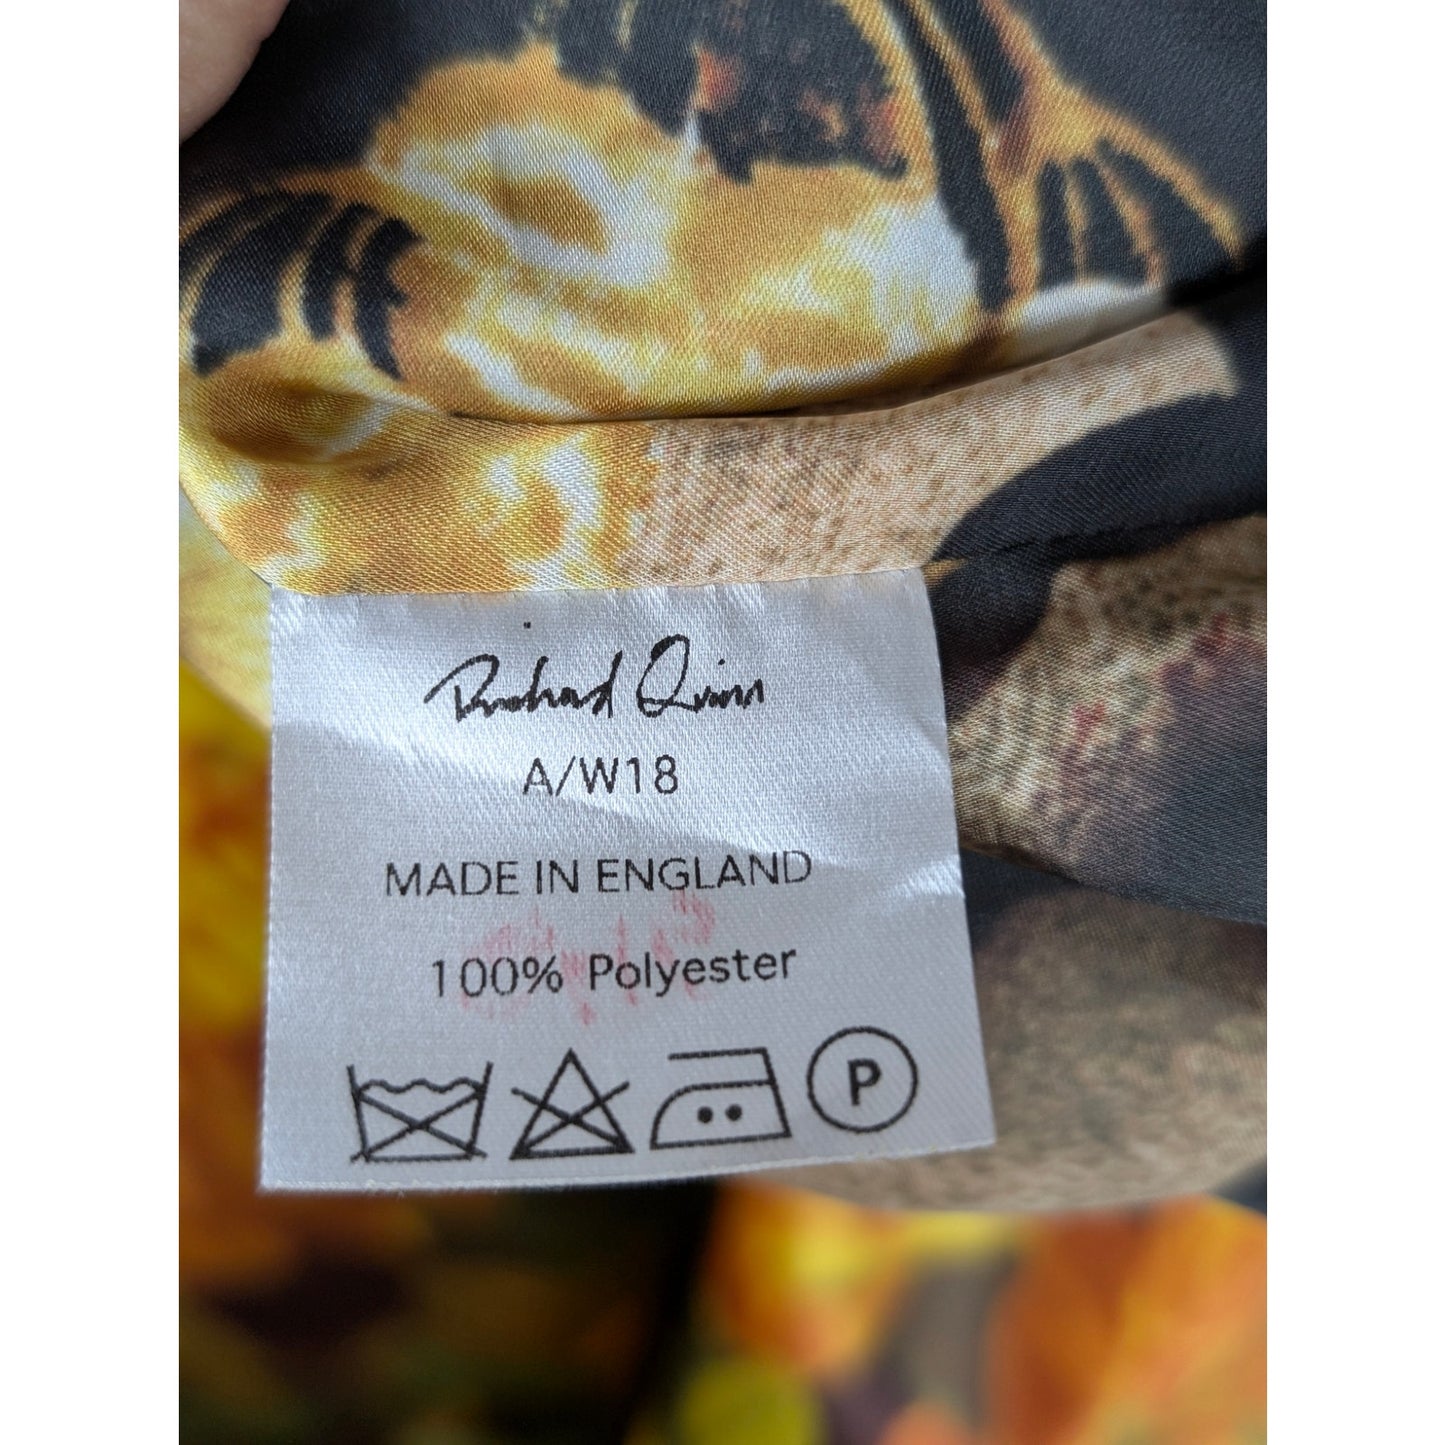 Richard Quinn
A/W18
MADE IN ENGLAND
100% Polyester
P